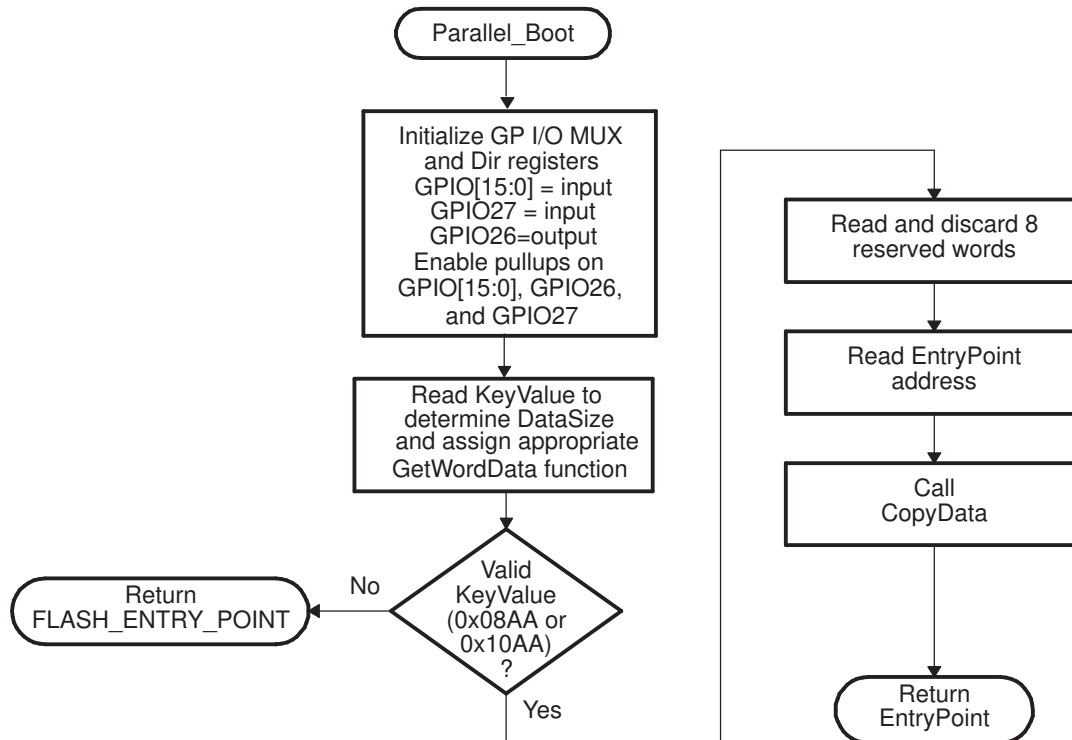 Parallel_Boot
Initialize GP I/O MUX
and Dir registers
GPIO[15:0] = input
GPIO27 = input
GPIO26=output
Enable pullups on
GPIO[15:0], GPIO26,
and GPIO27
Read KeyValue to
determine DataSize
and assign appropriate
GetWordData function
Valid
KeyValue
(0x08AA or
0x10AA)
?
No
Return
FLASH_ENTRY_POINT
Yes
Read and discard 8
reserved words
Read EntryPoint
address
Call
CopyData
Return
EntryPoint